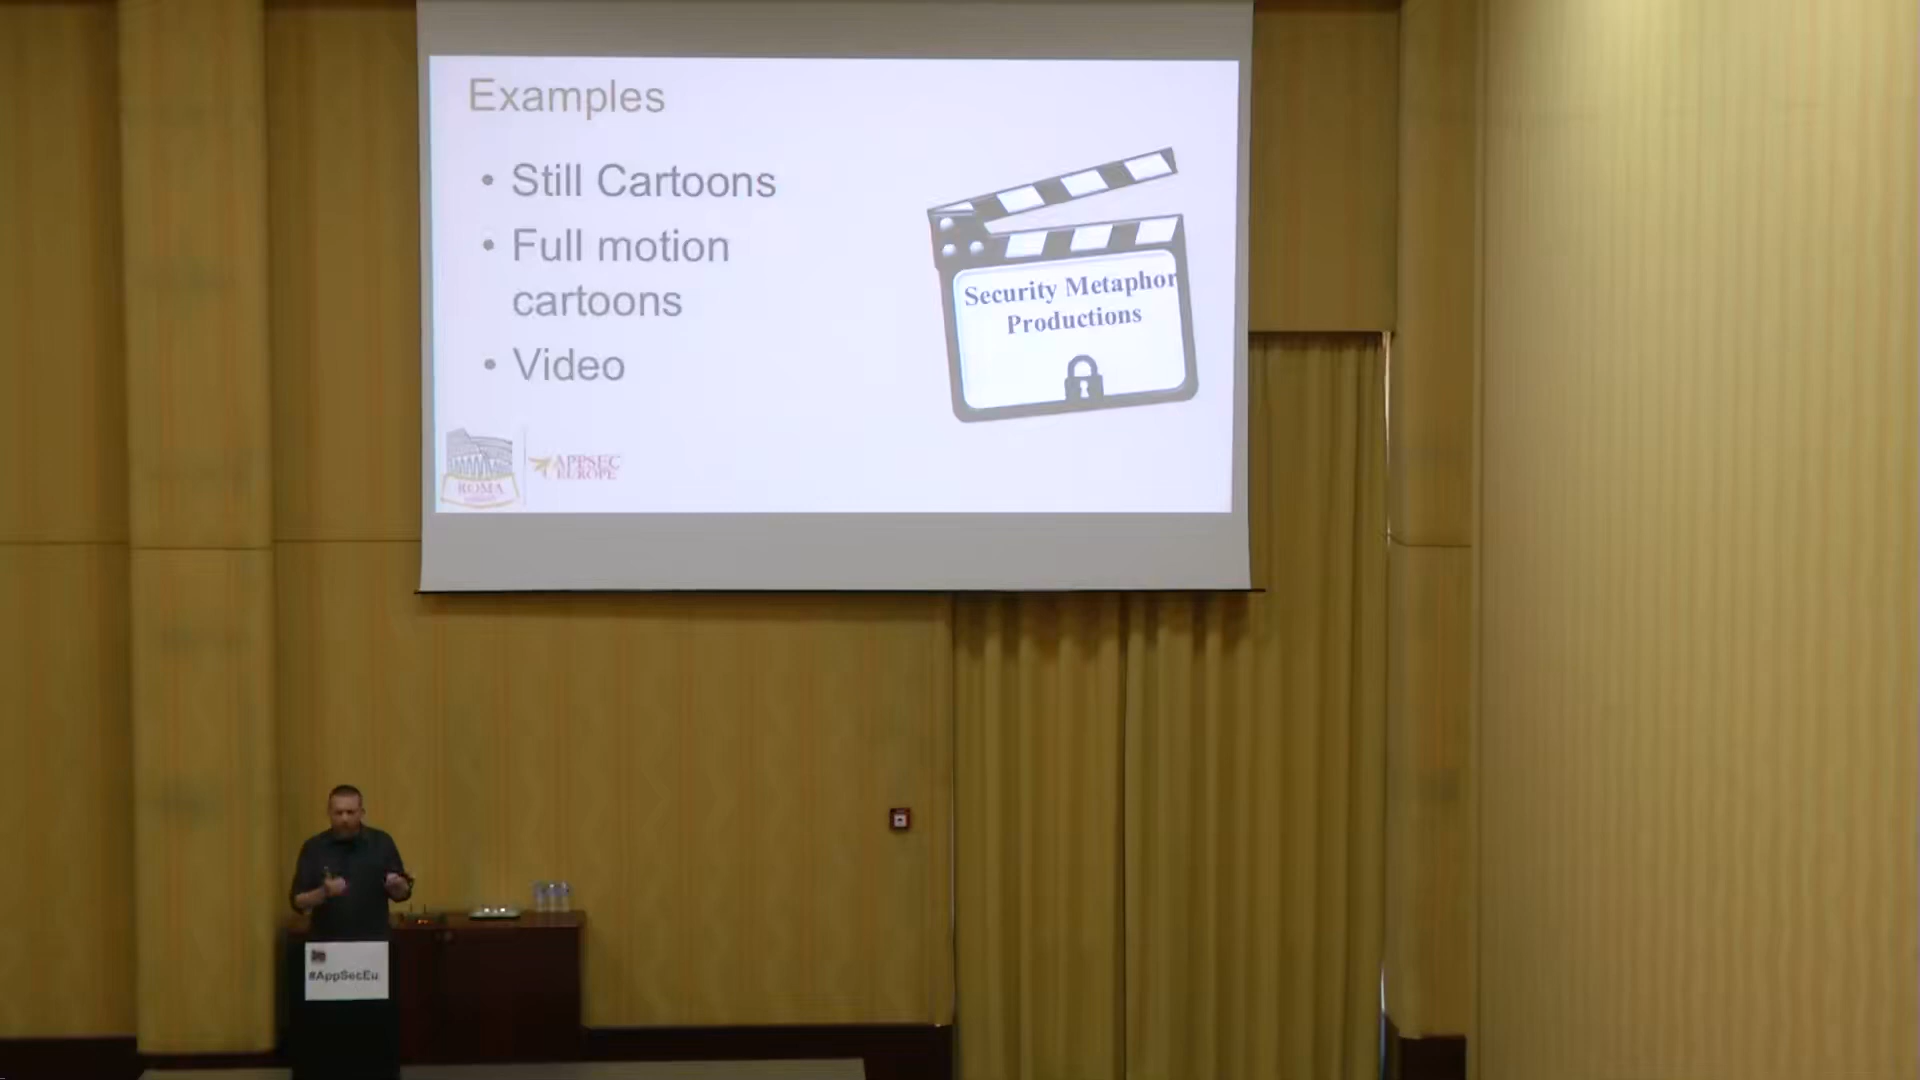 Examples
• Still Cartoons
• Full motion
cartoons
• Video
Security Metaphor
Productions
ROMA
APPSEC
EUROPE
#AppSecEu